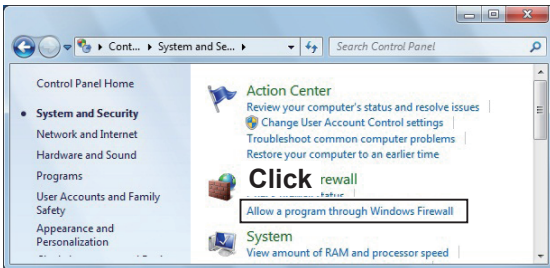 Cont... System and Se...
Search Control Panel
Control Panel Home
System and Security
Network and Internet
Hardware and Sound
Programs
User Accounts and Family
Safety
Appearance and
Personalization
Action Center
Review your computer's status and resolve issues
Change User Account Control settings
Troubleshoot common computer problems
Restore your computer to an earlier time
Click rewall
status
Allow a program through Windows Firewall
System
View amount of RAM and processor speed